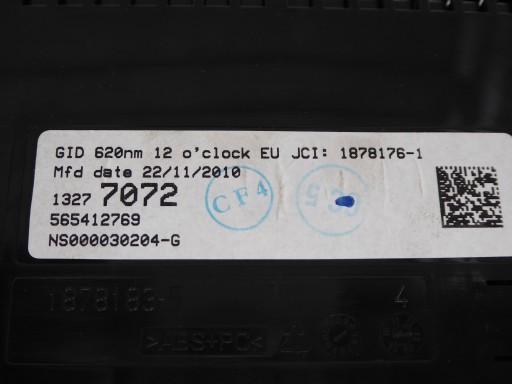 GID 620nm 12 o'clock EU JCI: 1878176-1
Mfd date 22/11/2010
1327 7072
CF4
565412769
NS000030204-G
4
>ABS+PC<